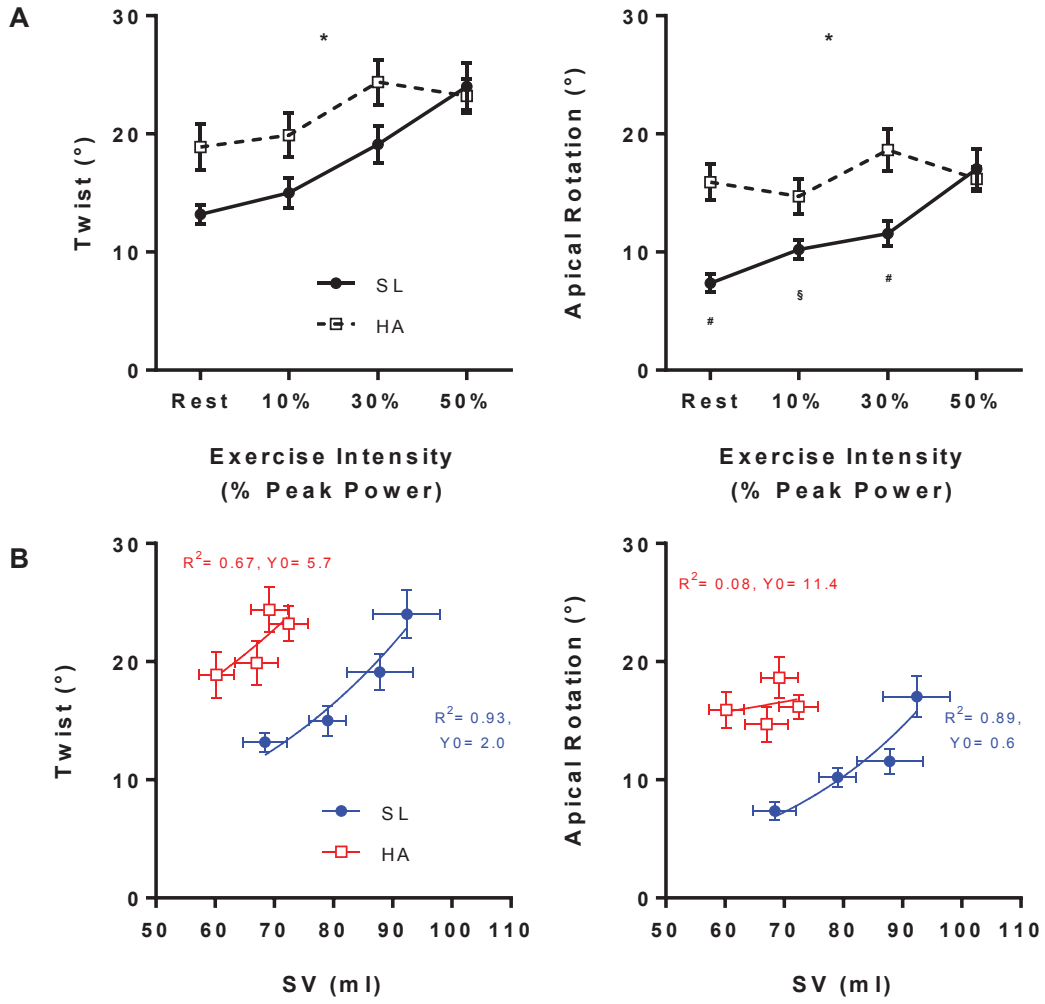 A
30
20
10
0
Twist (°)
*
SL
HA
Rest 10% 30% 50%
Exercise Intensity
(% Peak Power)
30
20
10
0
Apical Rotation (°)
*
#
§
#
Rest 10% 30% 50%
Exercise Intensity
(% Peak Power)
B
30
20
10
0
Twist (°)
R²= 0.67, Y0= 5.7
R²= 0.93,
Y0= 2.0
SL
HA
50 60 70 80 90 100 110
SV (ml)
30
20
10
0
Apical Rotation (°)
R²= 0.08, Y0= 11.4
R²= 0.89,
Y0= 0.6
50 60 70 80 90 100 110
SV (ml)